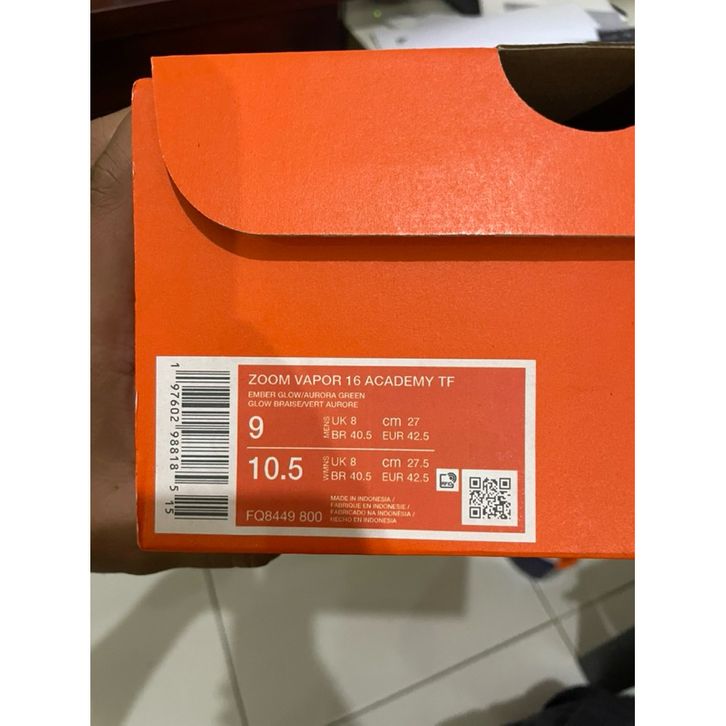 ZOOM VAPOR 16 ACADEMY TF
EMBER GLOW/AURORA GREEN
GLOW BRAISE/VERT AURORE
9 MENS UK 8 cm 27
BR 40.5 EUR 42.5
10.5 WMNS UK 8 cm 27.5
BR 40.5 EUR 42.5
FQ8449 800
MADE IN INDONESIA /
FABRIQUE EN INDONESIE /
FABRICADO NA INDONÉSIA /
HECHO EN INDONESIA
1 97602 98818 5 15